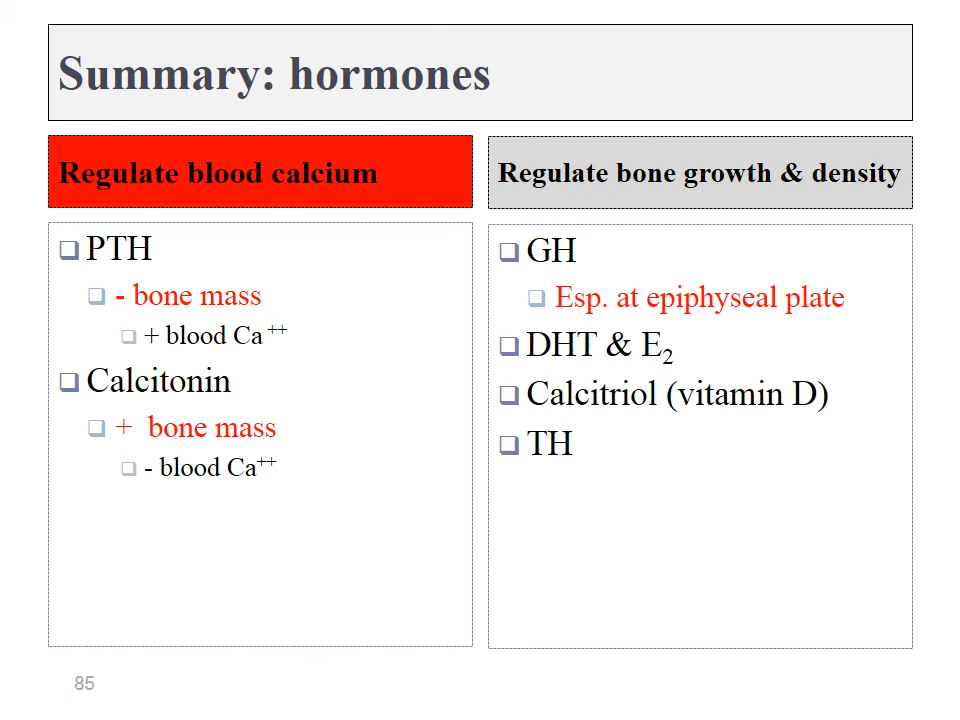 Summary: hormones
Regulate blood calcium
PTH
- bone mass
+ blood Ca ++
Calcitonin
+ bone mass
- blood Ca++
Regulate bone growth & density
GH
Esp. at epiphyseal plate
DHT & E2
Calcitriol (vitamin D)
TH
85